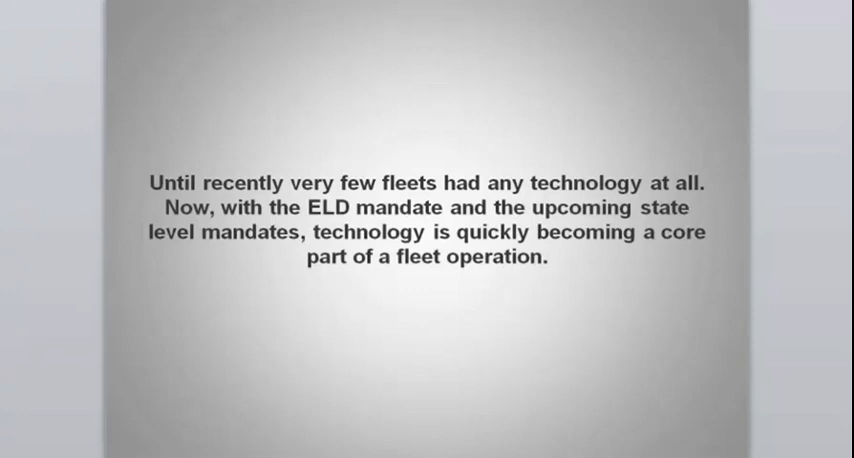 Until recently very few fleets had any technology at all.
Now, with the ELD mandate and the upcoming state
level mandates, technology is quickly becoming a core
part of a fleet operation.